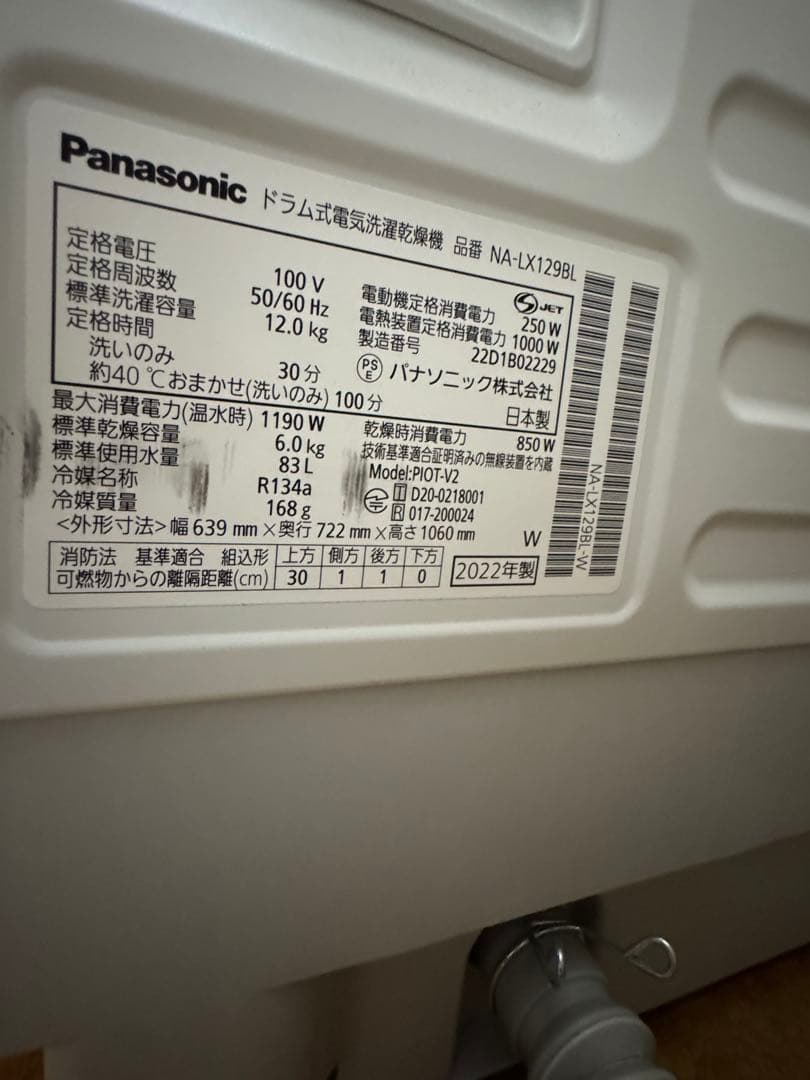 Panasonic ドラム式電気洗濯乾燥機 品番 NA-LX129BL
定格電圧 100 V
定格周波数 50/60 Hz
標準洗濯容量 12.0 kg
定格時間
洗いのみ 30 分
約40 ℃おまかせ(洗いのみ) 100 分
S JET
電動機定格消費電力 250 W
電熱装置定格消費電力 1000 W
製造番号 22D1B02229
PS E パナソニック株式会社
日本製
最大消費電力(温水時) 1190 W
標準乾燥容量 6.0 kg
標準使用水量 83 L
冷媒名称 R134a
冷媒質量 168 g
乾燥時消費電力 850 W
技術基準適合証明済みの無線装置を内蔵
Model:PIOT-V2
T D20-0218001
R 017-200024
<外形寸法> 幅 639 mm × 奥行 722 mm × 高さ 1060 mm
W
消防法 基準適合 組込形 上方 側方 後方 下方
可燃物からの離隔距離(cm) 30 1 1 0
2022年製
NA-LX129BL-W